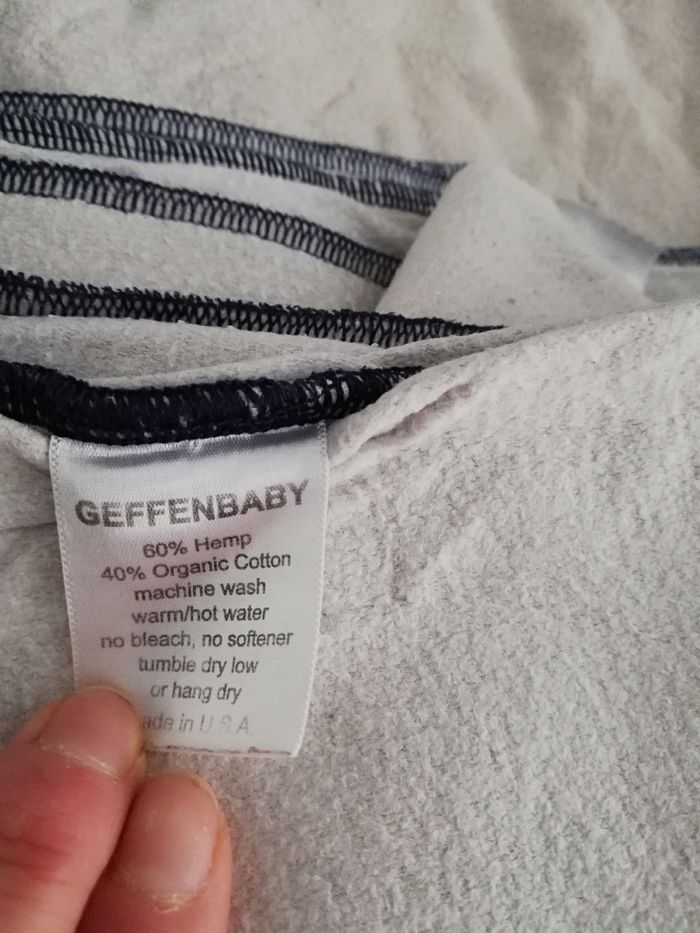 GEFFENBABY
60% Hemp
40% Organic Cotton
machine wash
warm/hot water
no bleach, no softener
tumble dry low
or hang dry
ade in U.S.A.